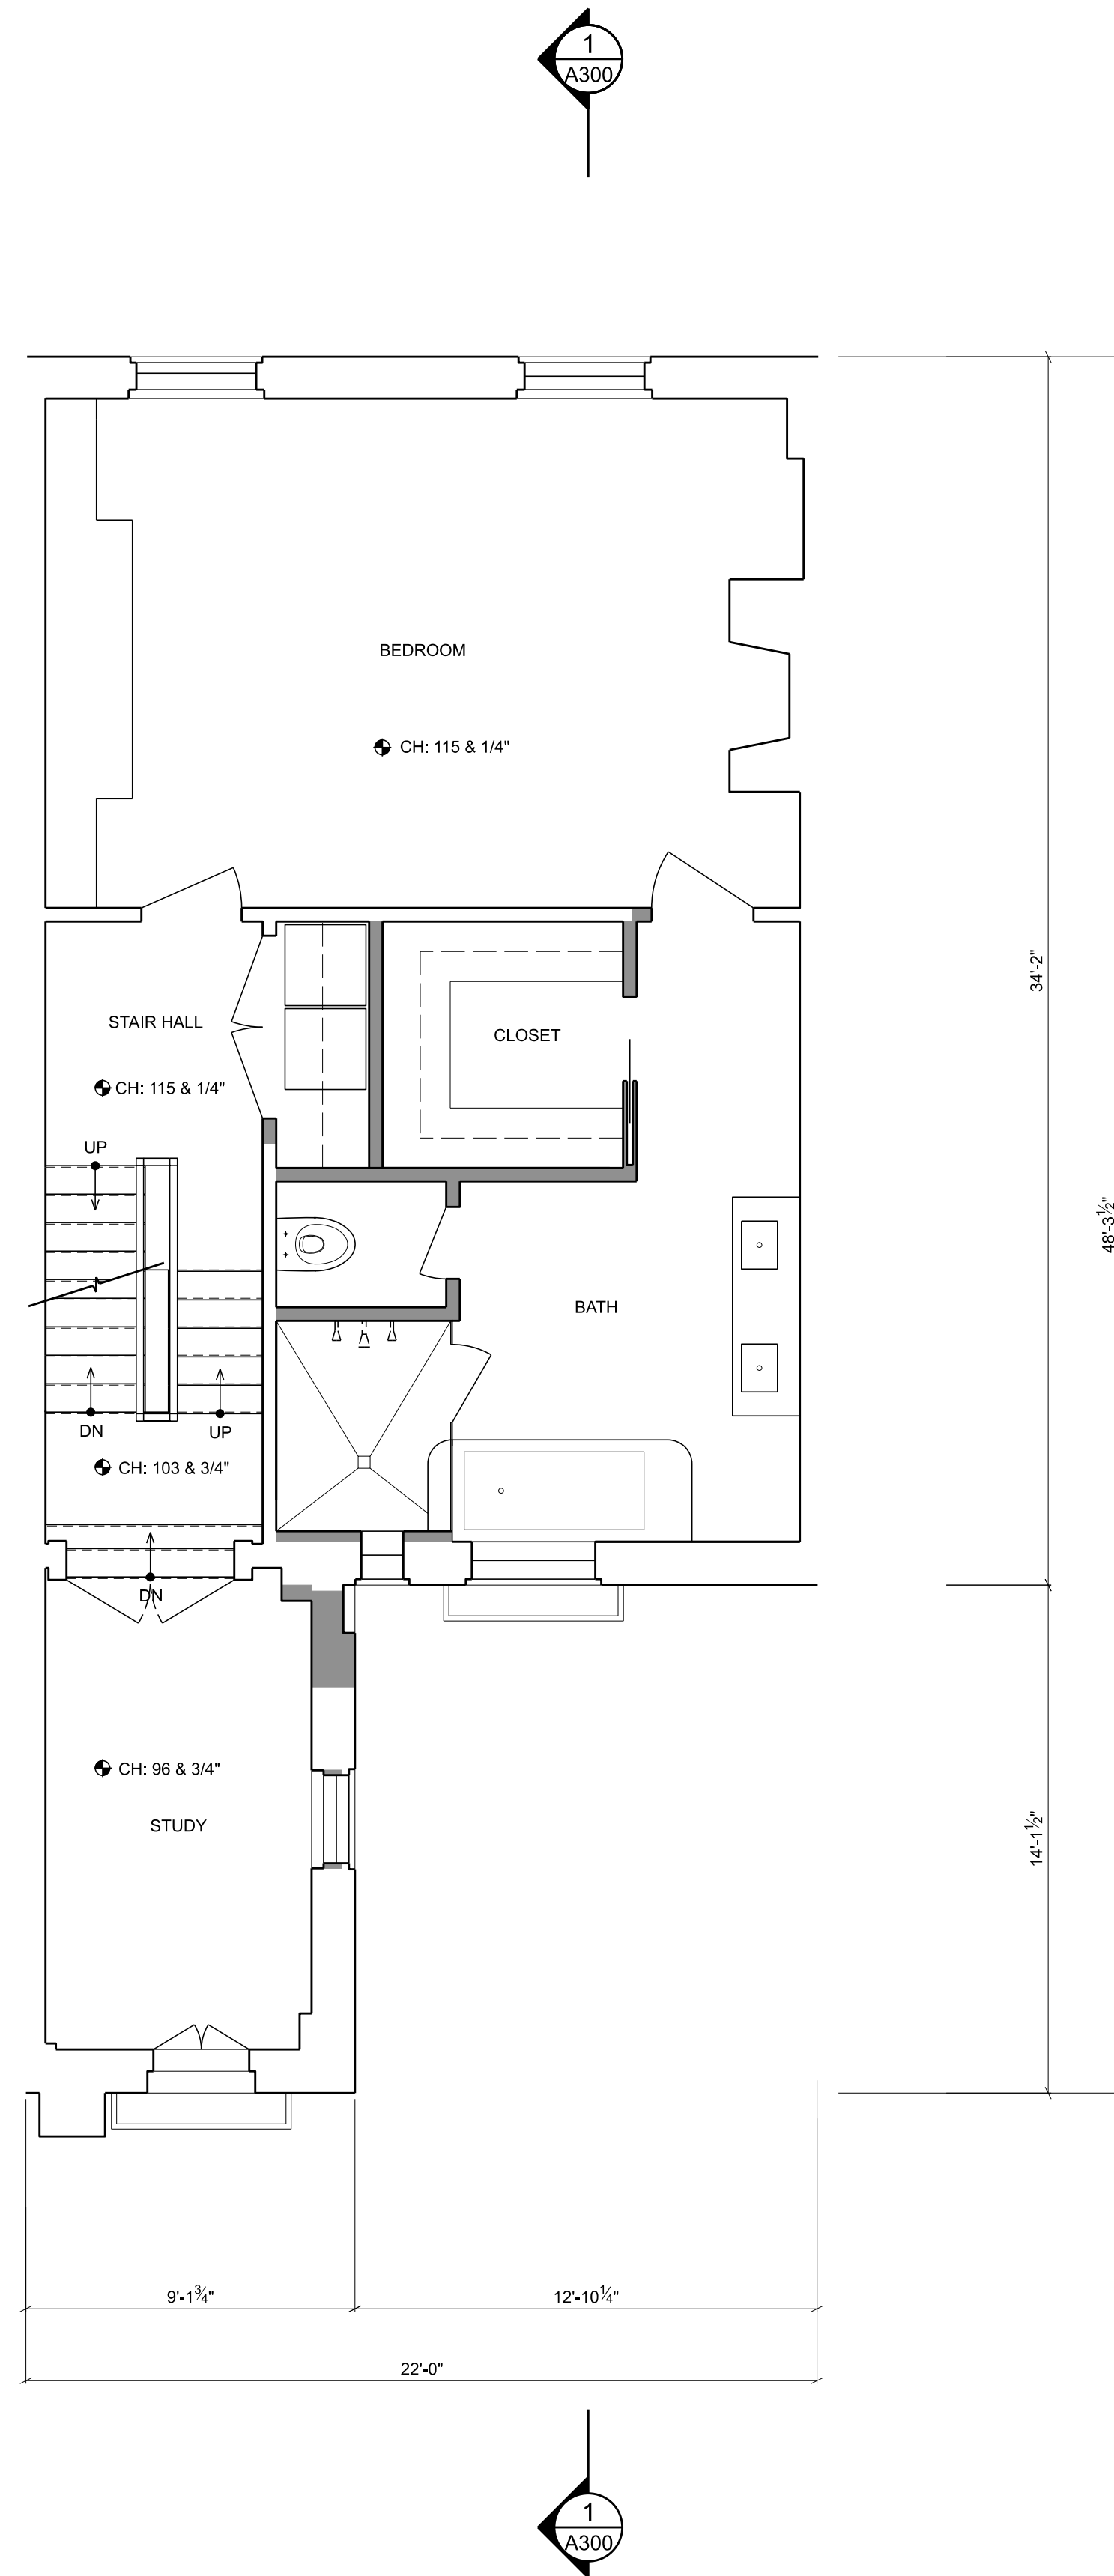 1
A300
BEDROOM
CH: 115 & 1/4"
34'-2"
STAIR HALL
CLOSET
CH: 115 & 1/4"
UP
48'-3½"
BATH
DN
UP
CH: 103 & 3/4"
DN
CH: 96 & 3/4"
STUDY
14'-1½"
9'-1¾"
12'-10¼"
22'-0"
1
A300